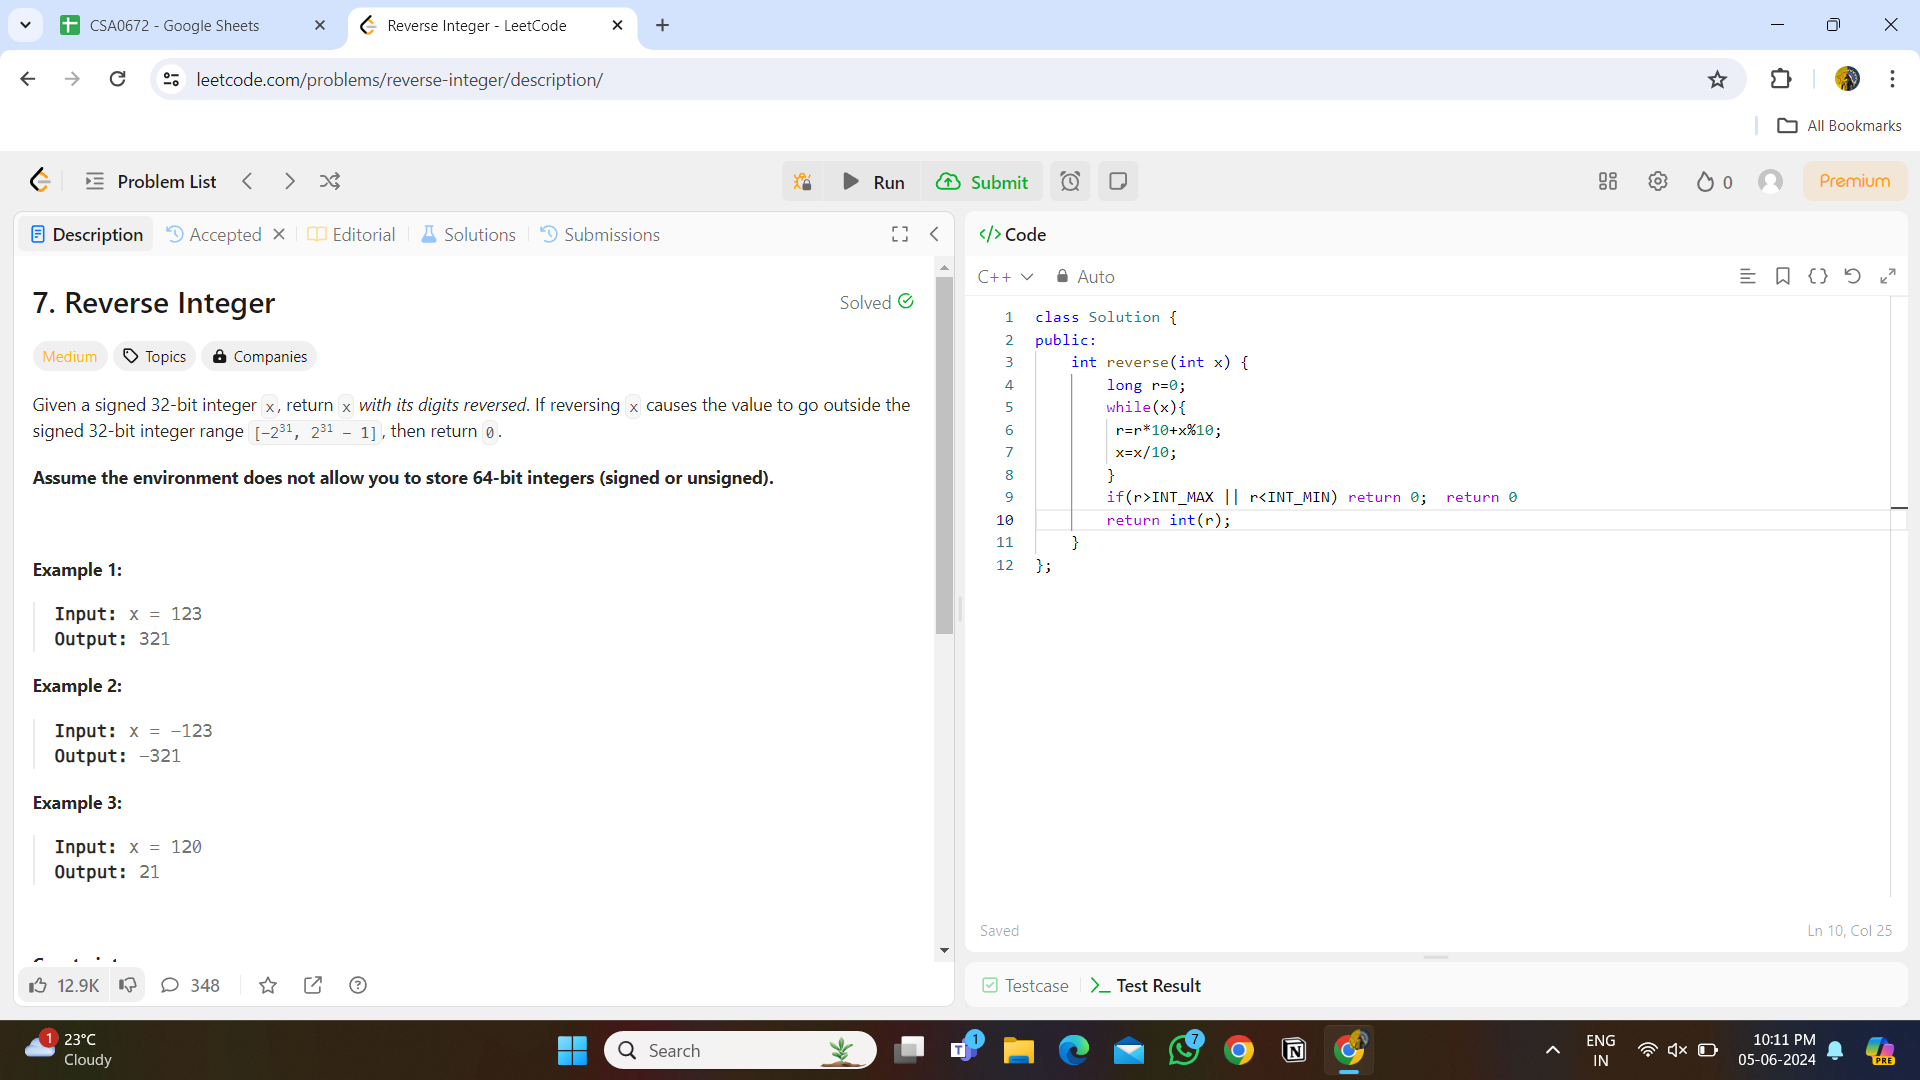 CSA0672 - Google Sheets
Reverse Integer - LeetCode
leetcode.com/problems/reverse-integer/description/
All Bookmarks
Problem List
Run
Submit
0
Premium
Description
Accepted
Editorial
Solutions
Submissions
7. Reverse Integer
Solved
Medium
Topics
Companies
Given a signed 32-bit integer x, return x with its digits reversed. If reversing x causes the value to go outside the
signed 32-bit integer range [-2³¹, 2³¹ - 1], then return 0.
Assume the environment does not allow you to store 64-bit integers (signed or unsigned).
Example 1:
Input: x = 123
Output: 321
Example 2:
Input: x = -123
Output: -321
Example 3:
Input: x = 120
Output: 21
12.9K
348
</> Code
C++
Auto
1 class Solution {
2 public:
3     int reverse(int x) {
4         long r=0;
5         while(x){
6          r=r*10+x%10;
7          x=x/10;
8         }
9         if(r>INT_MAX || r<INT_MIN) return 0;  return 0
10         return int(r);
11     }
12 };
Saved
Ln 10, Col 25
Testcase
Test Result
1
23°C
Cloudy
Search
1
7
ENG
IN
10:11 PM
05-06-2024
PRE